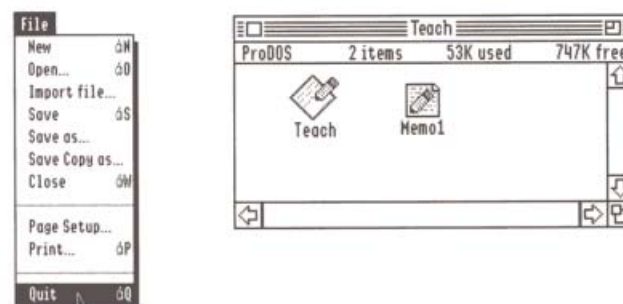 File
New N
Open... O
Import file...
Save S
Save as...
Save Copy as...
Close W
Page Setup...
Print... P
Quit Q
Teach
ProDOS 2 items 53K used 747K free
Teach
Memo1